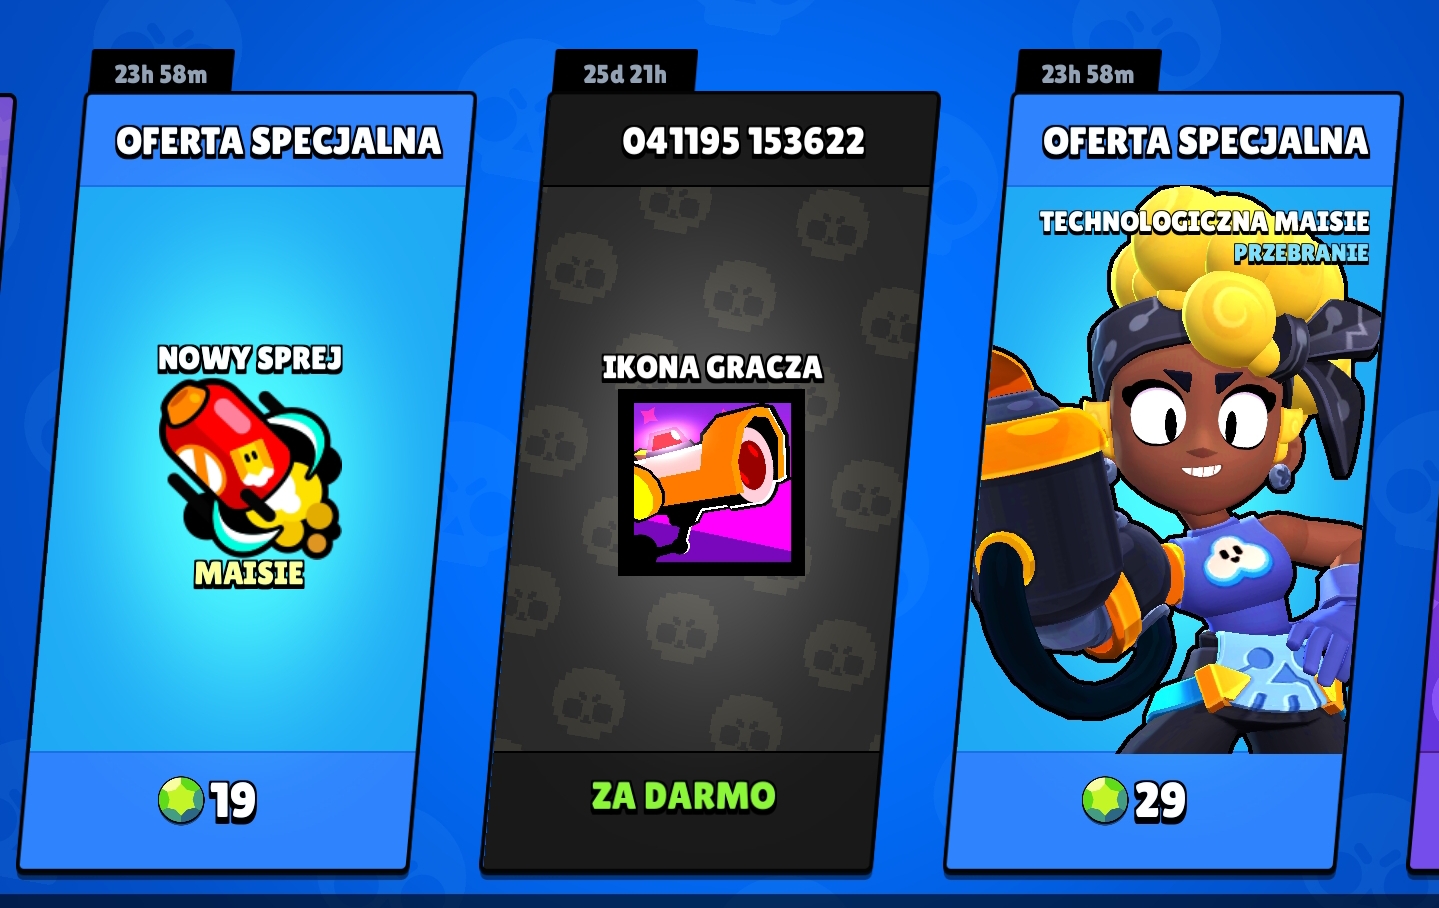 23h 58m
OFERTA SPECJALNA
NOWY SPREJ
MAISIE
19
25d 21h
041195 153622
IKONA GRACZA
ZA DARMO
23h 58m
OFERTA SPECJALNA
TECHNOLOGICZNA MAISIE
PRZEBRANIE
29